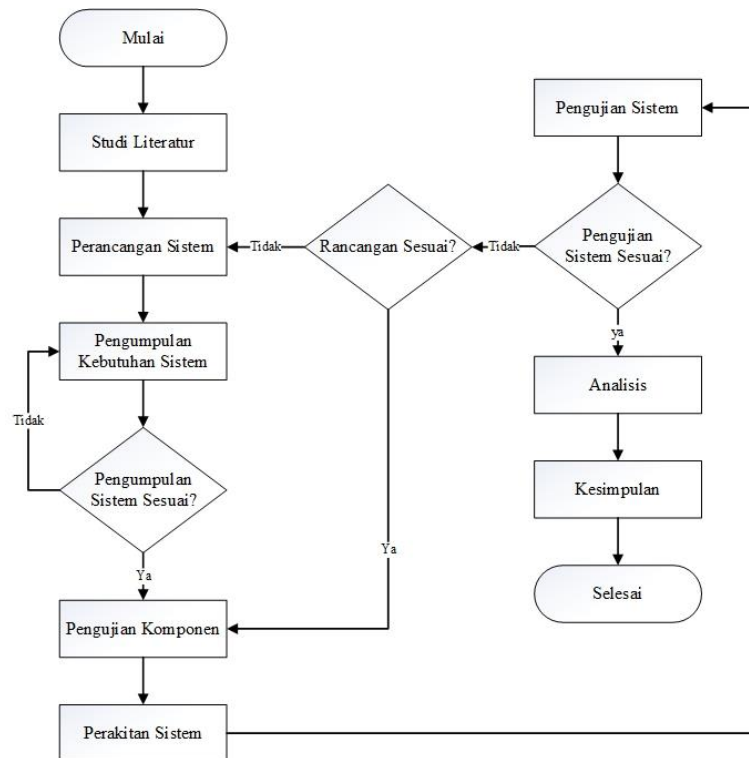 Mulai
Studi Literatur
Perancangan Sistem
Pengumpulan
Kebutuhan Sistem
Tidak
Pengumpulan
Sistem Sesuai?
Ya
Pengujian Komponen
Perakitan Sistem
Tidak
Rancangan Sesuai?
Ya
Tidak
Pengujian Sistem
Pengujian
Sistem Sesuai?
ya
Analisis
Kesimpulan
Selesai